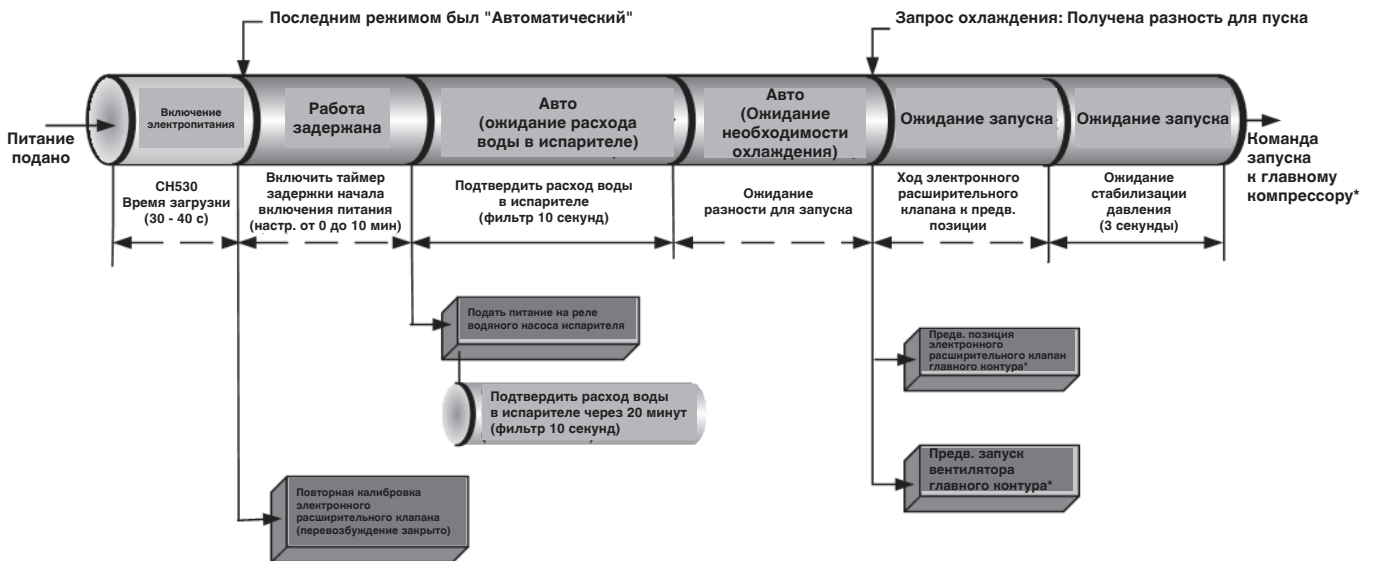 Последним режимом был "Автоматический"
Запрос охлаждения: Получена разность для пуска
Питание
подано
Включение
электропитания
Работа
задержана
Авто
(ожидание расхода
воды в испарителе)
Авто
(Ожидание
необходимости
охлаждения)
Ожидание запуска
Ожидание запуска
Команда
запуска
к главному
компрессору*
CH530
Время загрузки
(30 - 40 с)
Включить таймер
задержки начала
включения питания
(настр. от 0 до 10 мин)
Подтвердить расход воды
в испарителе
(фильтр 10 секунд)
Ожидание
разности для запуска
Ход электронного
расширительного
клапана к предв.
позиции
Ожидание
стабилизации
давления
(3 секунды)
Подать питание на реле
водяного насоса испарителя
Подтвердить расход воды
в испарителе через 20 минут
(фильтр 10 секунд)
Повторная калибровка
электронного
расширительного клапана
(перевозбуждение закрыто)
Предв. позиция
электронного
расширительного клапан
главного контура*
Предв. запуск
вентилятора
главного контура*